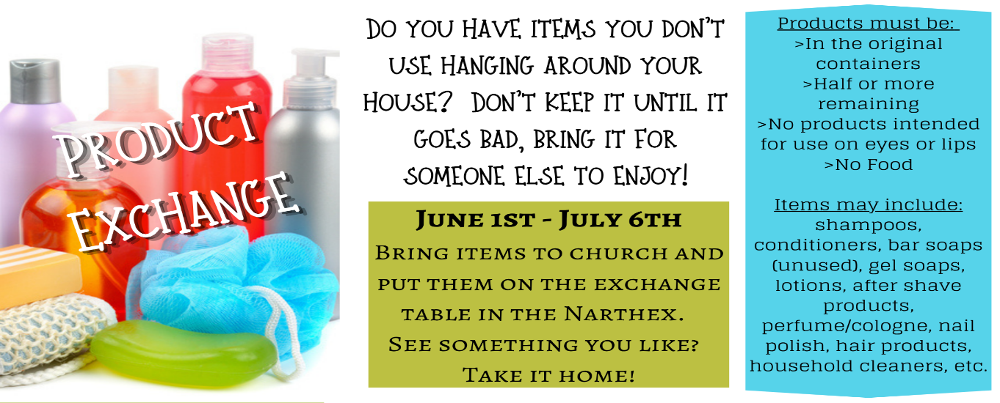 PRODUCT
EXCHANGE
DO YOU HAVE ITEMS YOU DON'T
USE HANGING AROUND YOUR
HOUSE? DON'T KEEP IT UNTIL IT
GOES BAD, BRING IT FOR
SOMEONE ELSE TO ENJOY!
JUNE 1ST - JULY 6TH
BRING ITEMS TO CHURCH AND
PUT THEM ON THE EXCHANGE
TABLE IN THE NARTHEX.
SEE SOMETHING YOU LIKE?
TAKE IT HOME!
Products must be:
>In the original
containers
>Half or more
remaining
>No products intended
for use on eyes or lips
>No Food
Items may include:
shampoos,
conditioners, bar soaps
(unused), gel soaps,
lotions, after shave
products,
perfume/cologne, nail
polish, hair products,
household cleaners, etc.